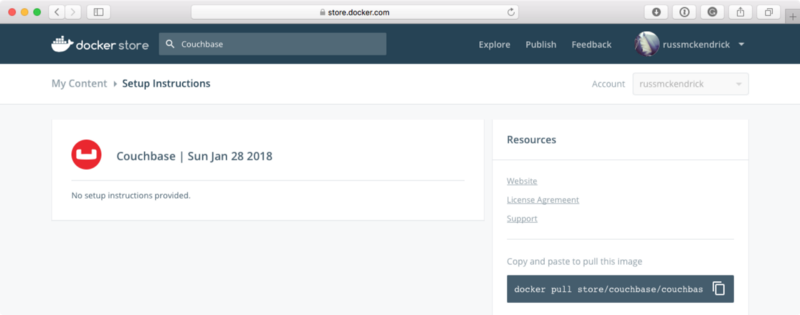 store.docker.com
docker store
Couchbase
Explore
Publish
Feedback
russmckendrick
My Content
Setup Instructions
Account
russmckendrick
Couchbase | Sun Jan 28 2018
No setup instructions provided.
Resources
Website
License Agreement
Support
Copy and paste to pull this image
docker pull store/couchbase/couchbas